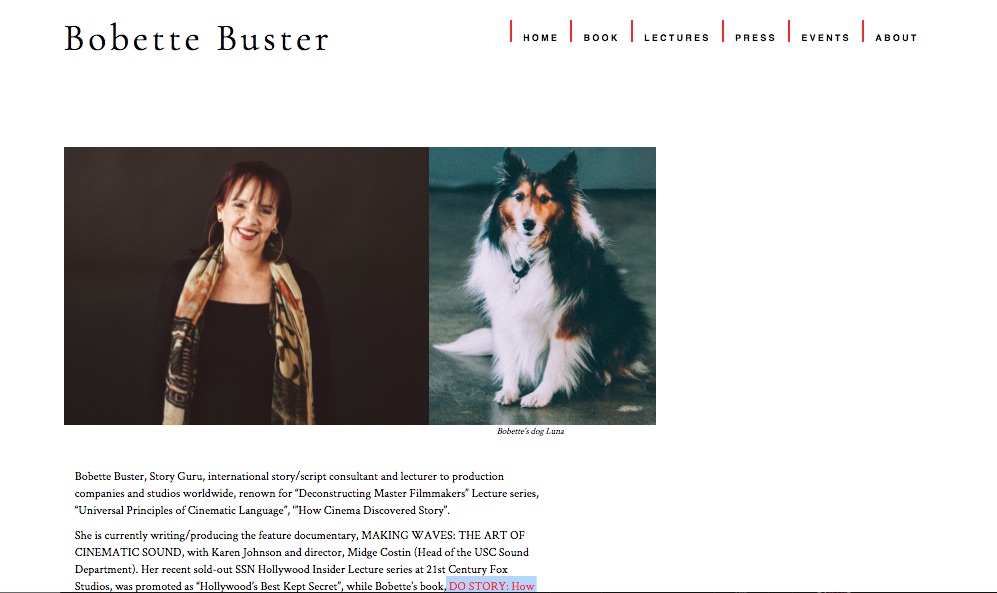 Bobette Buster
HOME BOOK LECTURES PRESS EVENTS ABOUT
Bobette's dog Luna
Bobette Buster, Story Guru, international story/script consultant and lecturer to production
companies and studios worldwide, renown for “Deconstructing Master Filmmakers” Lecture series,
“Universal Principles of Cinematic Language”, “”How Cinema Discovered Story”.
She is currently writing/producing the feature documentary, MAKING WAVES: THE ART OF
CINEMATIC SOUND, with Karen Johnson and director, Midge Costin (Head of the USC Sound
Department). Her recent sold-out SSN Hollywood Insider Lecture series at 21st Century Fox
Studios, was promoted as “Hollywood’s Best Kept Secret”, while Bobette’s book, DO STORY: How